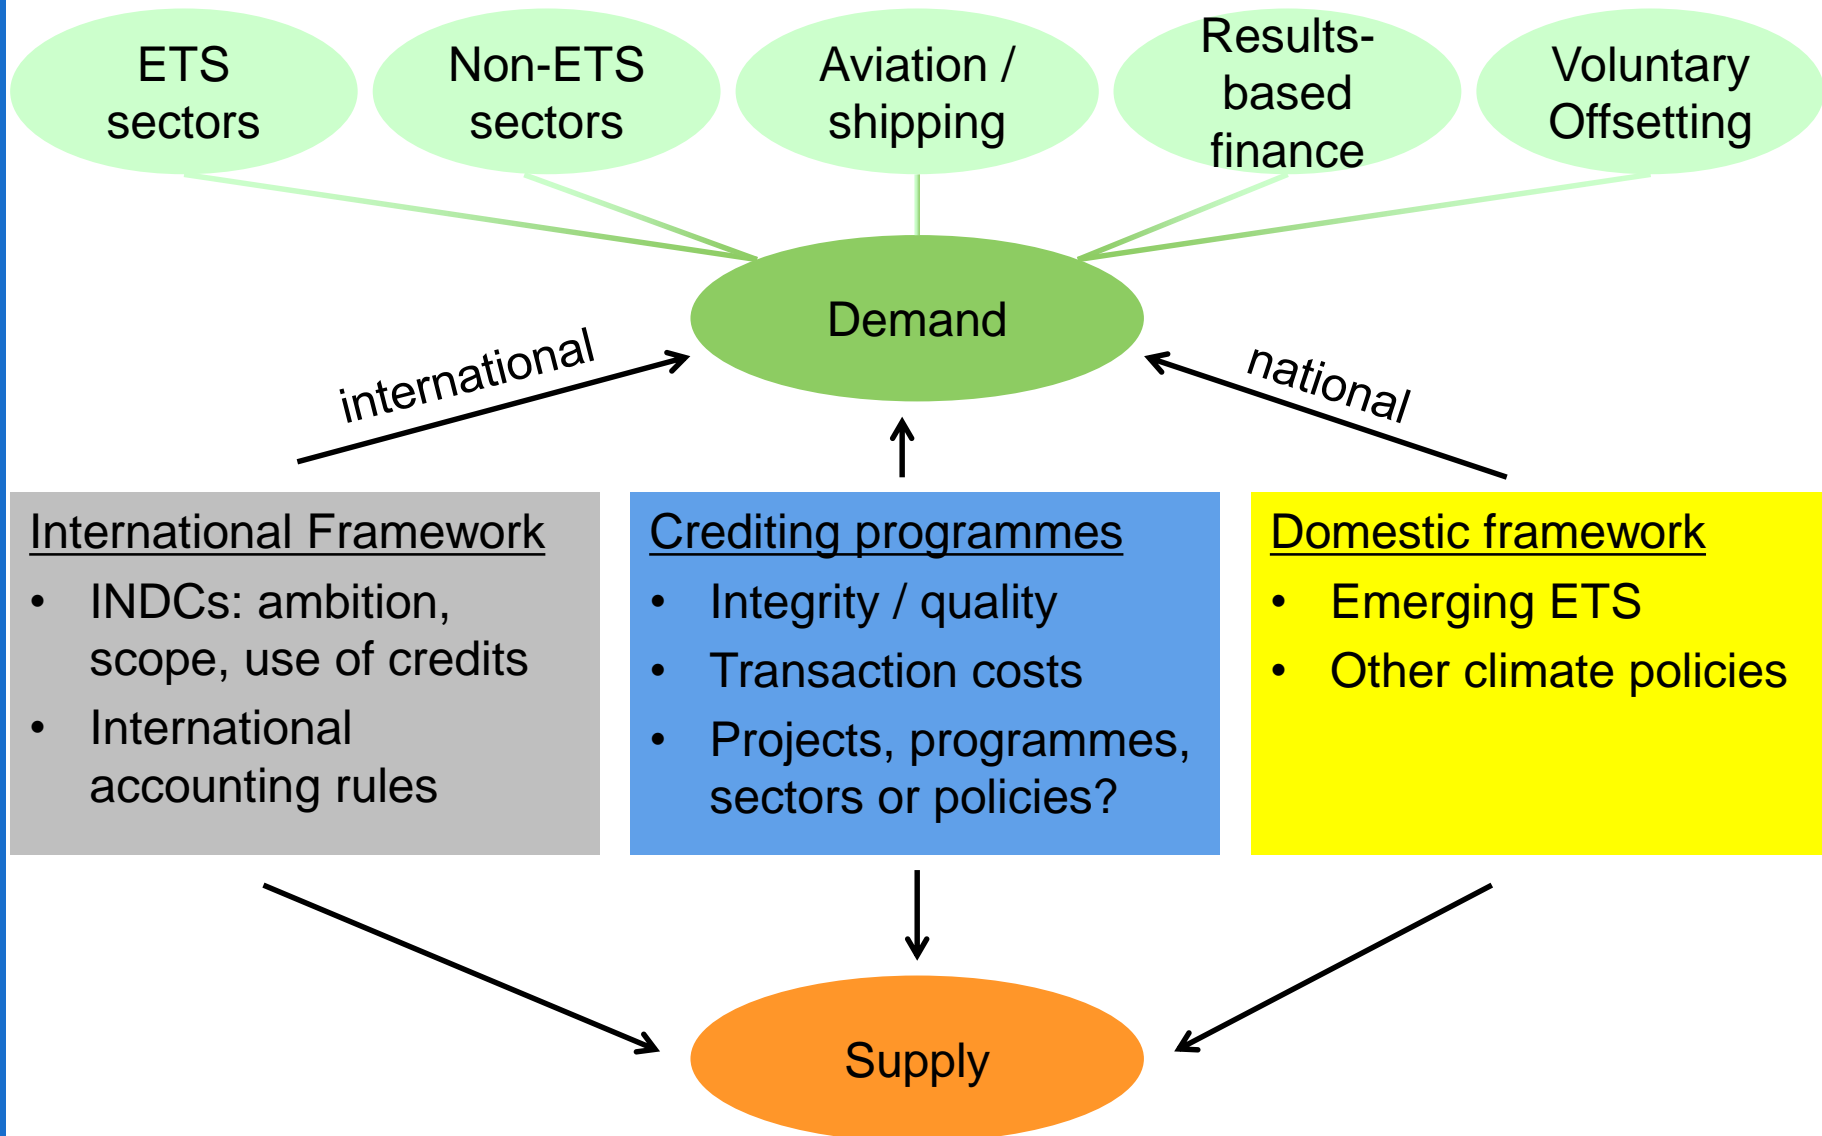 ETS
sectors
Non-ETS
sectors
Aviation /
shipping
Results-
based
finance
Voluntary
Offsetting
Demand
international
national
International Framework
• INDCs: ambition,
scope, use of credits
• International
accounting rules
Crediting programmes
• Integrity / quality
• Transaction costs
• Projects, programmes,
sectors or policies?
Domestic framework
• Emerging ETS
• Other climate policies
Supply